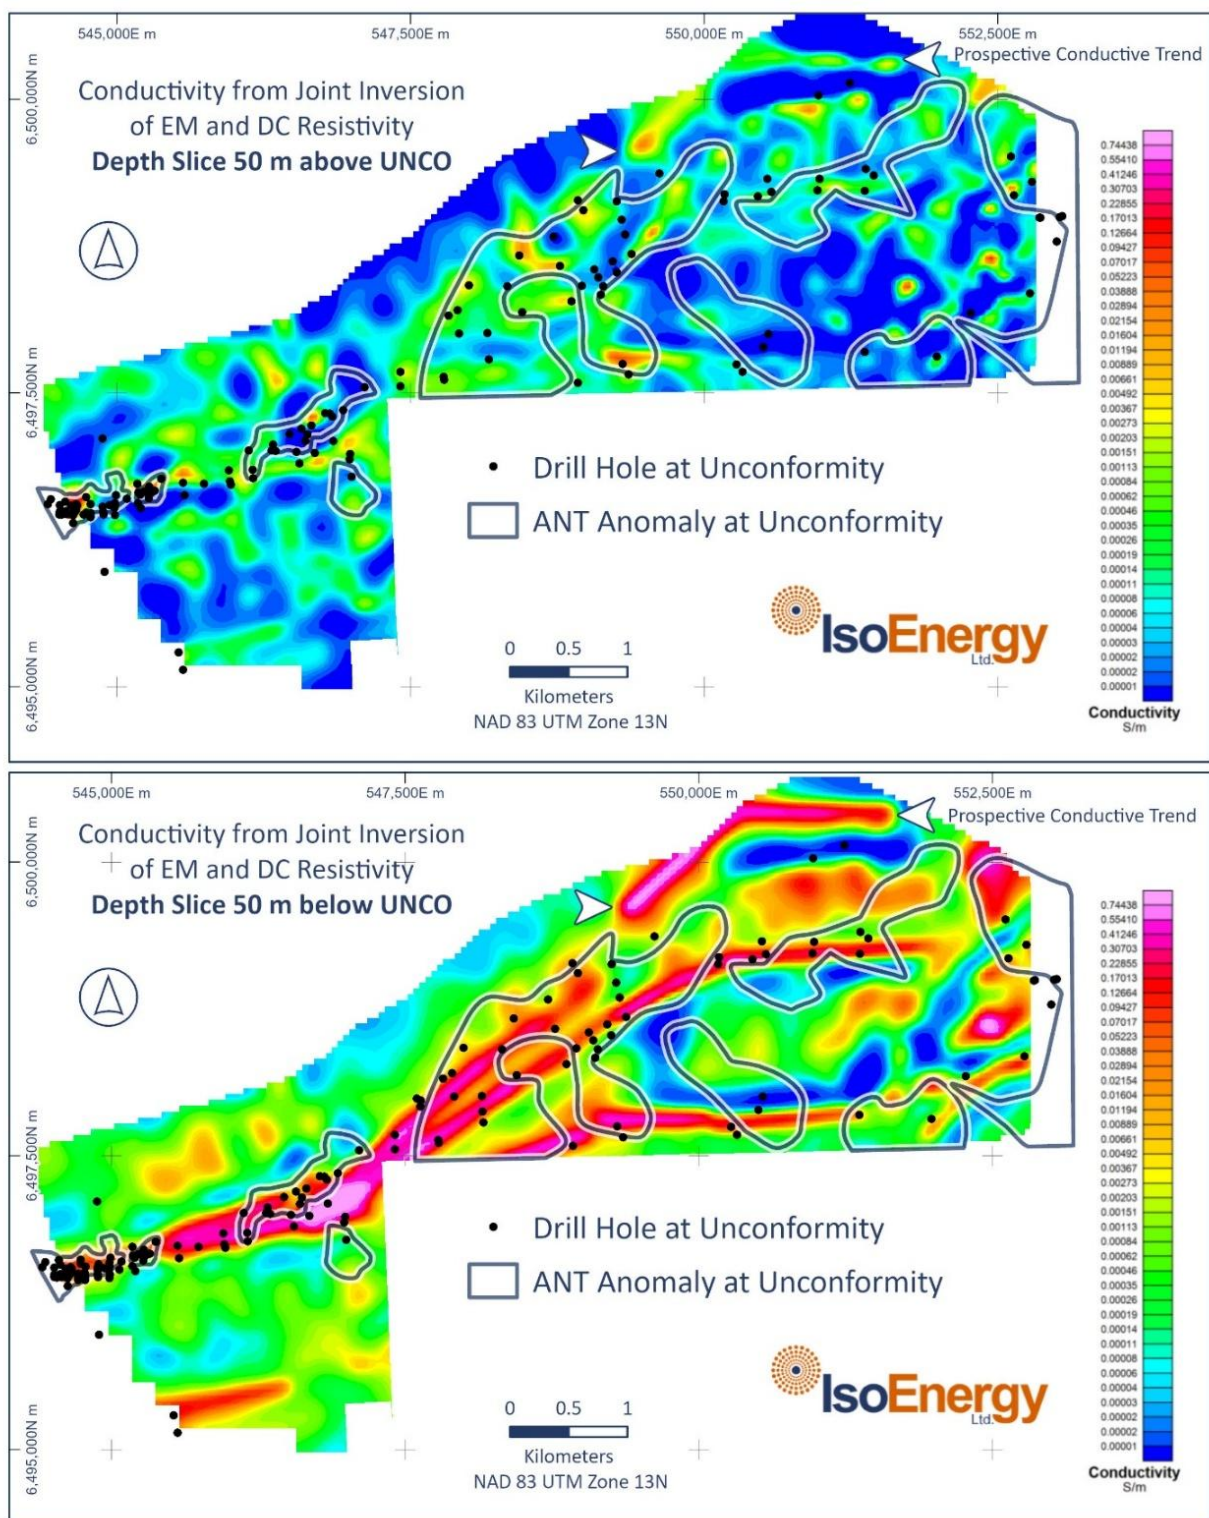 545,000E m
547,500E m
550,000E m
552,500E m
Prospective Conductive Trend
Conductivity from Joint Inversion
of EM and DC Resistivity
Depth Slice 50 m above UNCO
6,500,000N m
6,497,500N m
6,495,000N m
0.74438
0.55410
0.41246
0.30703
0.22855
0.17013
0.12664
0.09427
0.07017
0.05223
0.03888
0.02894
0.02154
0.01604
0.01194
0.00889
0.00661
0.00492
0.00367
0.00273
0.00203
0.00151
0.00113
0.00084
0.00062
0.00046
0.00035
0.00026
0.00019
0.00014
0.00011
0.00008
0.00006
0.00004
0.00003
0.00002
0.00002
0.00001
Conductivity
S/m
Drill Hole at Unconformity
ANT Anomaly at Unconformity
IsoEnergy
Ltd.
0 0.5 1
Kilometers
NAD 83 UTM Zone 13N
545,000E m
547,500E m
550,000E m
552,500E m
Prospective Conductive Trend
Conductivity from Joint Inversion
of EM and DC Resistivity
Depth Slice 50 m below UNCO
6,500,000N m
6,497,500N m
6,495,000N m
0.74438
0.55410
0.41246
0.30703
0.22855
0.17013
0.12664
0.09427
0.07017
0.05223
0.03888
0.02894
0.02154
0.01604
0.01194
0.00889
0.00661
0.00492
0.00367
0.00273
0.00203
0.00151
0.00113
0.00084
0.00062
0.00046
0.00035
0.00026
0.00019
0.00014
0.00011
0.00008
0.00006
0.00004
0.00003
0.00002
0.00002
0.00001
Conductivity
S/m
Drill Hole at Unconformity
ANT Anomaly at Unconformity
IsoEnergy
Ltd.
0 0.5 1
Kilometers
NAD 83 UTM Zone 13N